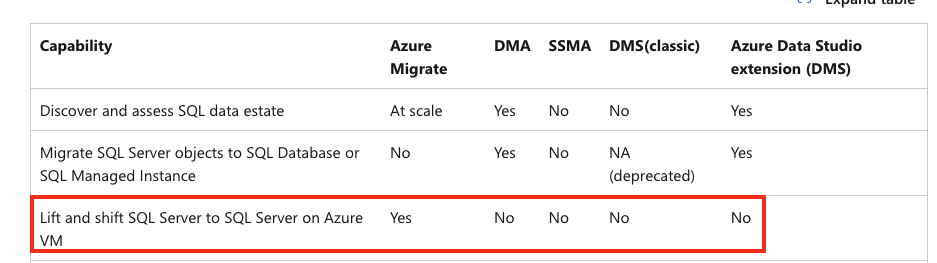 Expand table
Capability Azure Migrate DMA SSMA DMS(classic) Azure Data Studio extension (DMS)
Discover and assess SQL data estate At scale Yes No No Yes
Migrate SQL Server objects to SQL Database or SQL Managed Instance No Yes No NA (deprecated) Yes
Lift and shift SQL Server to SQL Server on Azure VM Yes No No No No